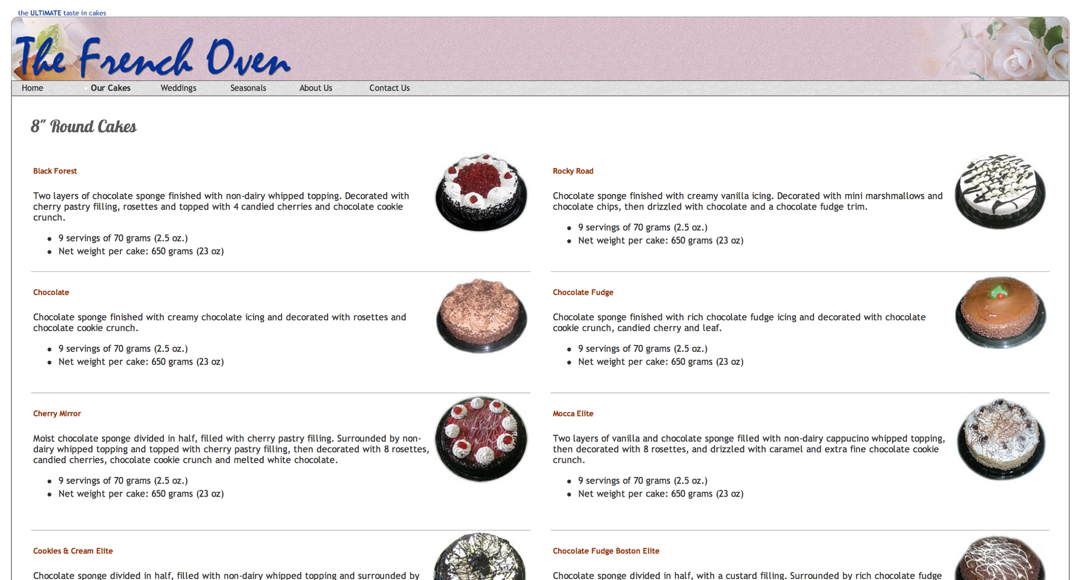 the ULTIMATE taste in cakes
The French Oven
Home Our Cakes Weddings Seasonals About Us Contact Us
8" Round Cakes
Black Forest
Two layers of chocolate sponge finished with non-dairy whipped topping. Decorated with
cherry pastry filling, rosettes and topped with 4 candied cherries and chocolate cookie
crunch.
• 9 servings of 70 grams (2.5 oz.)
• Net weight per cake: 650 grams (23 oz)
Rocky Road
Chocolate sponge finished with creamy vanilla icing. Decorated with mini marshmallows and
chocolate chips, then drizzled with chocolate and a chocolate fudge trim.
• 9 servings of 70 grams (2.5 oz.)
• Net weight per cake: 650 grams (23 oz)
Chocolate
Chocolate sponge finished with creamy chocolate icing and decorated with rosettes and
chocolate cookie crunch.
• 9 servings of 70 grams (2.5 oz.)
• Net weight per cake: 650 grams (23 oz)
Chocolate Fudge
Chocolate sponge finished with rich chocolate fudge icing and decorated with chocolate
cookie crunch, candied cherry and leaf.
• 9 servings of 70 grams (2.5 oz.)
• Net weight per cake: 650 grams (23 oz)
Cherry Mirror
Moist chocolate sponge divided in half, filled with cherry pastry filling. Surrounded by non-
dairy whipped topping and topped with cherry pastry filling, then decorated with 8 rosettes,
candied cherries, chocolate cookie crunch and melted white chocolate.
• 9 servings of 70 grams (2.5 oz.)
• Net weight per cake: 650 grams (23 oz)
Mocca Elite
Two layers of vanilla and chocolate sponge filled with non-dairy cappucino whipped topping,
then decorated with 8 rosettes, and drizzled with caramel and extra fine chocolate cookie
crunch.
• 9 servings of 70 grams (2.5 oz.)
• Net weight per cake: 650 grams (23 oz)
Cookies & Cream Elite
Chocolate sponge divided in half, filled with non-dairy whipped topping and surrounded by
Chocolate Fudge Boston Elite
Chocolate sponge divided in half, with a custard filling. Surrounded by rich chocolate fudge